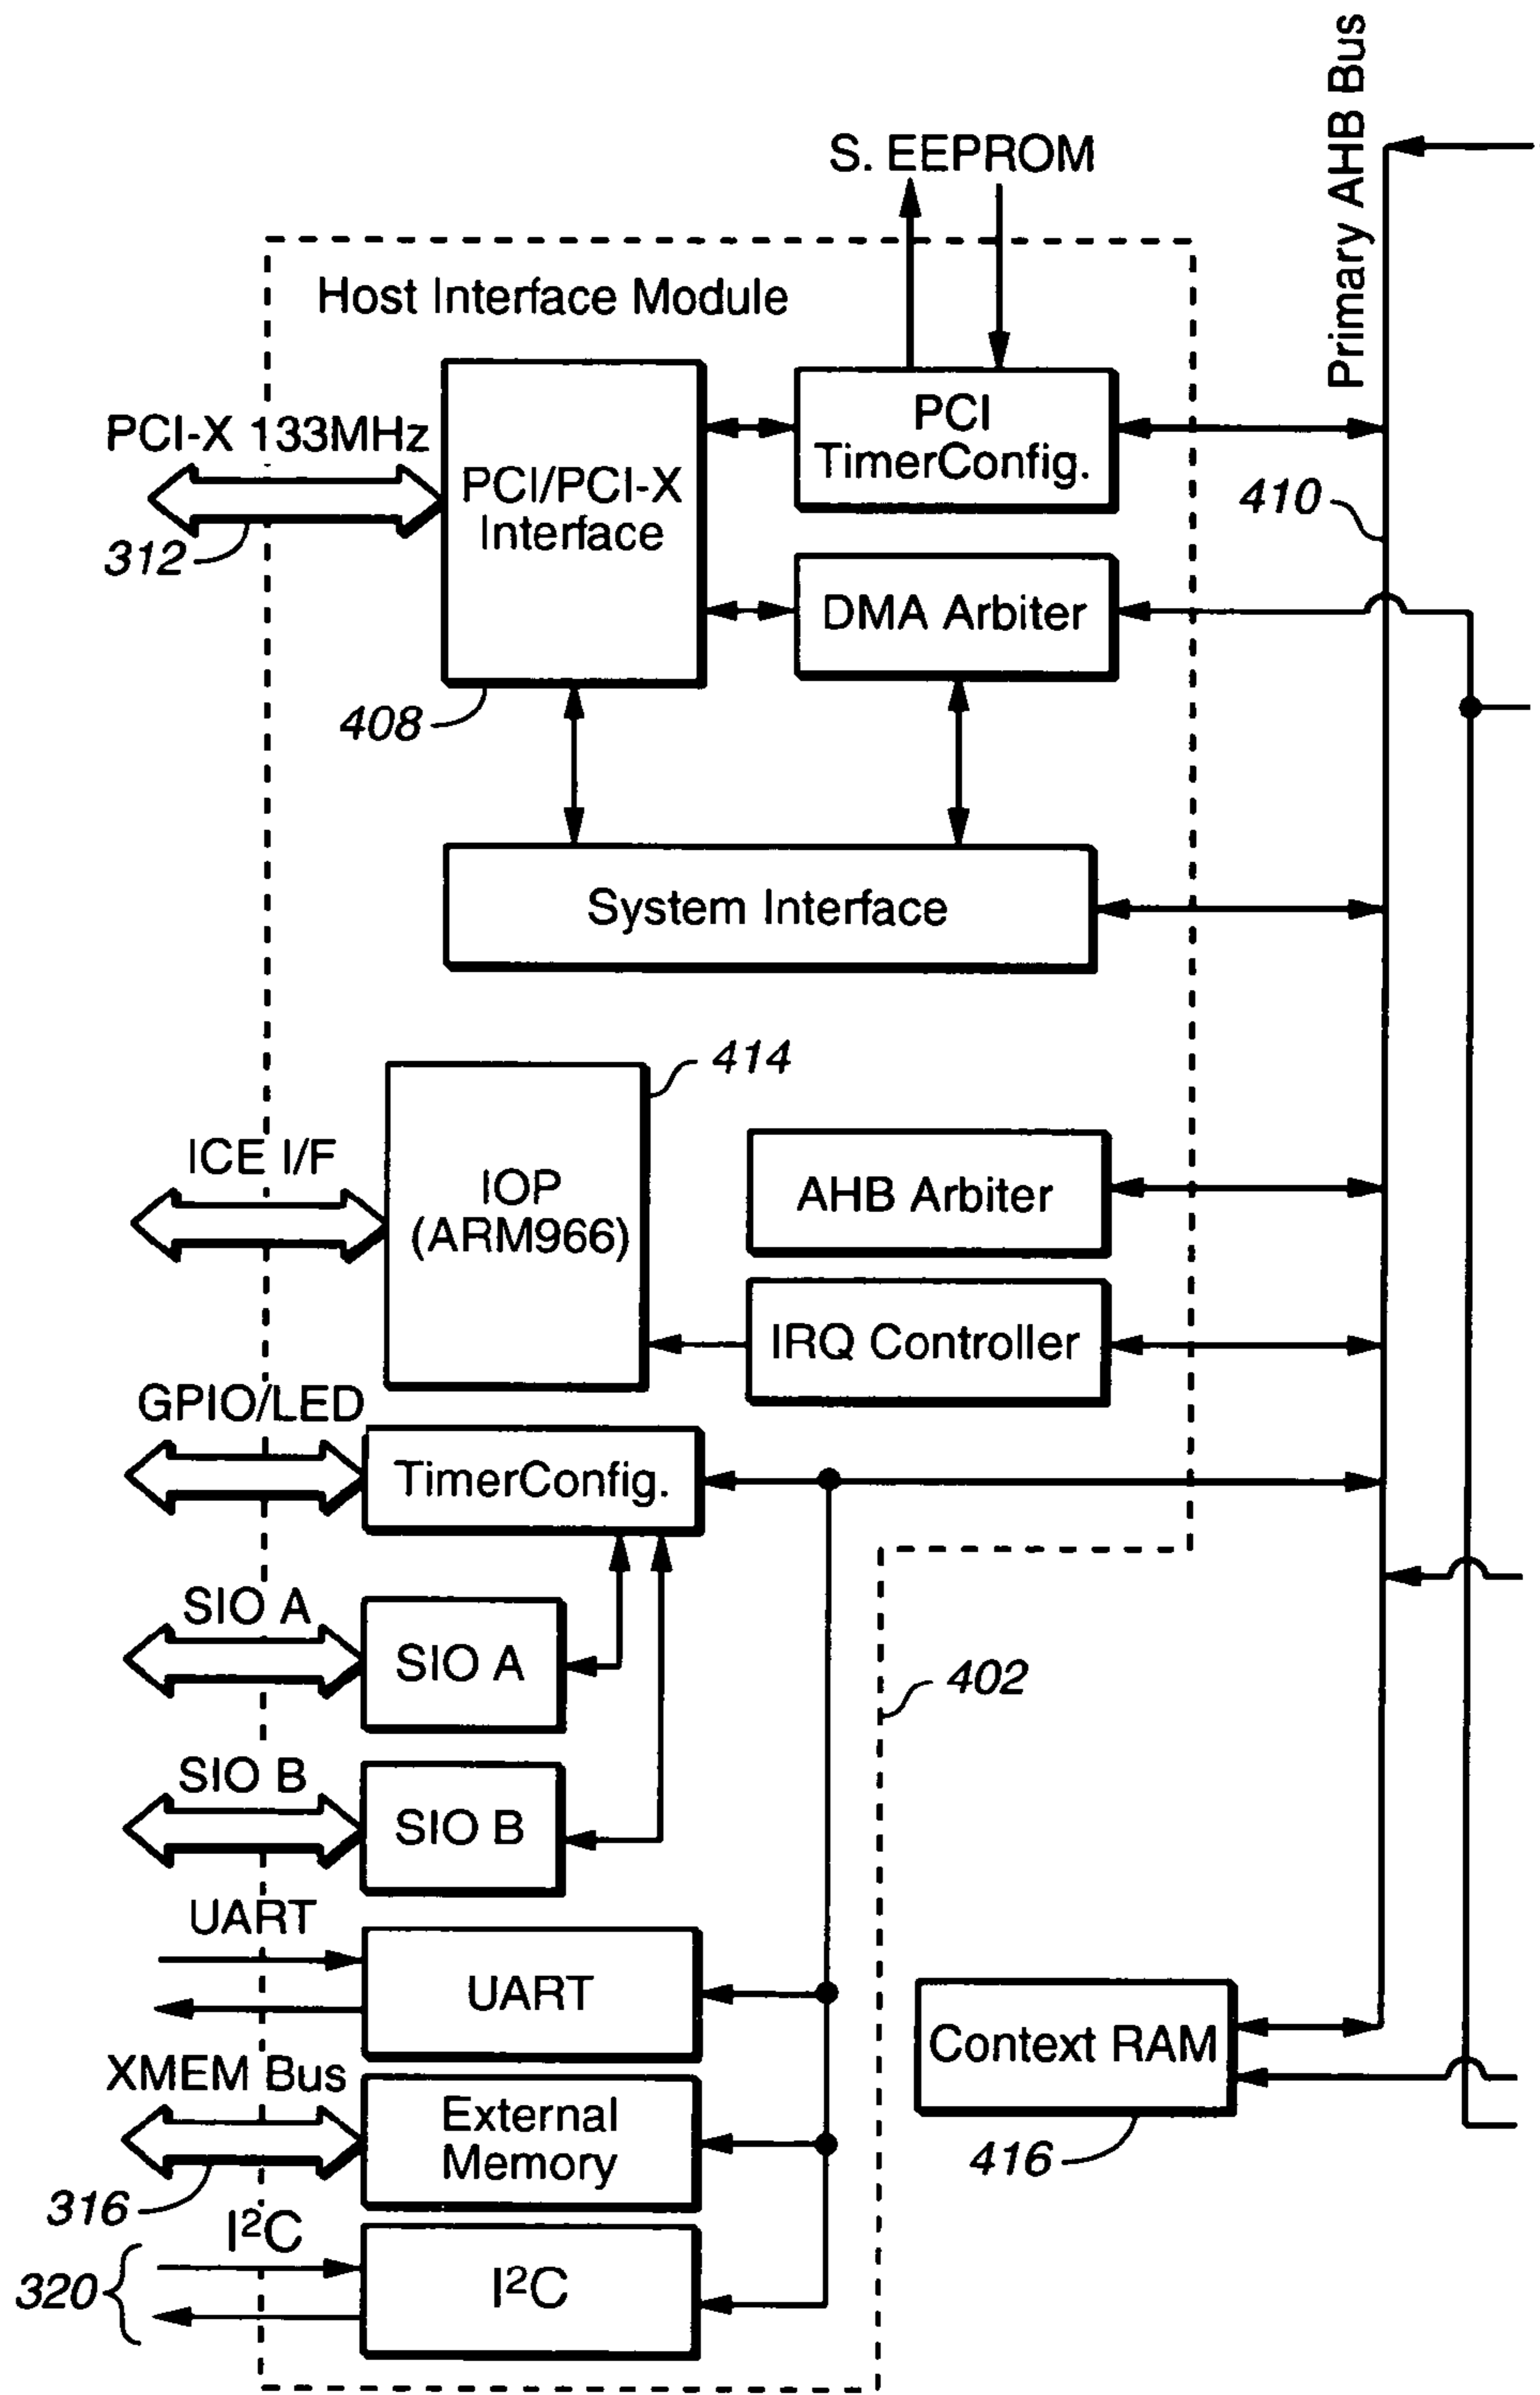 Primary AHB Bus
S. EEPROM
Host Interface Module
PCI-X 133MHz
PCI/PCI-X
Interface
PCI
TimerConfig.
410
312
DMA Arbiter
408
System Interface
414
ICE I/F
IOP
(ARM966)
AHB Arbiter
IRQ Controller
GPIO/LED
TimerConfig.
SIO A
SIO A
402
SIO B
SIO B
UART
UART
Context RAM
XMEM Bus
External
Memory
416
316
I²C
I²C
320